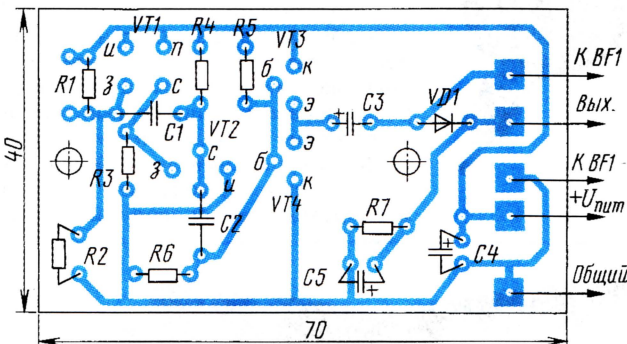 VT1 R4 R5
и п VT3
К BF1
R1 з с б к
э VD1 Вых.
C1 C3
VT2 э
40 с б К BF1
R3 з и к +Uпит
VT4
R7
C2
R2 R6 C4
C5 Общий
70